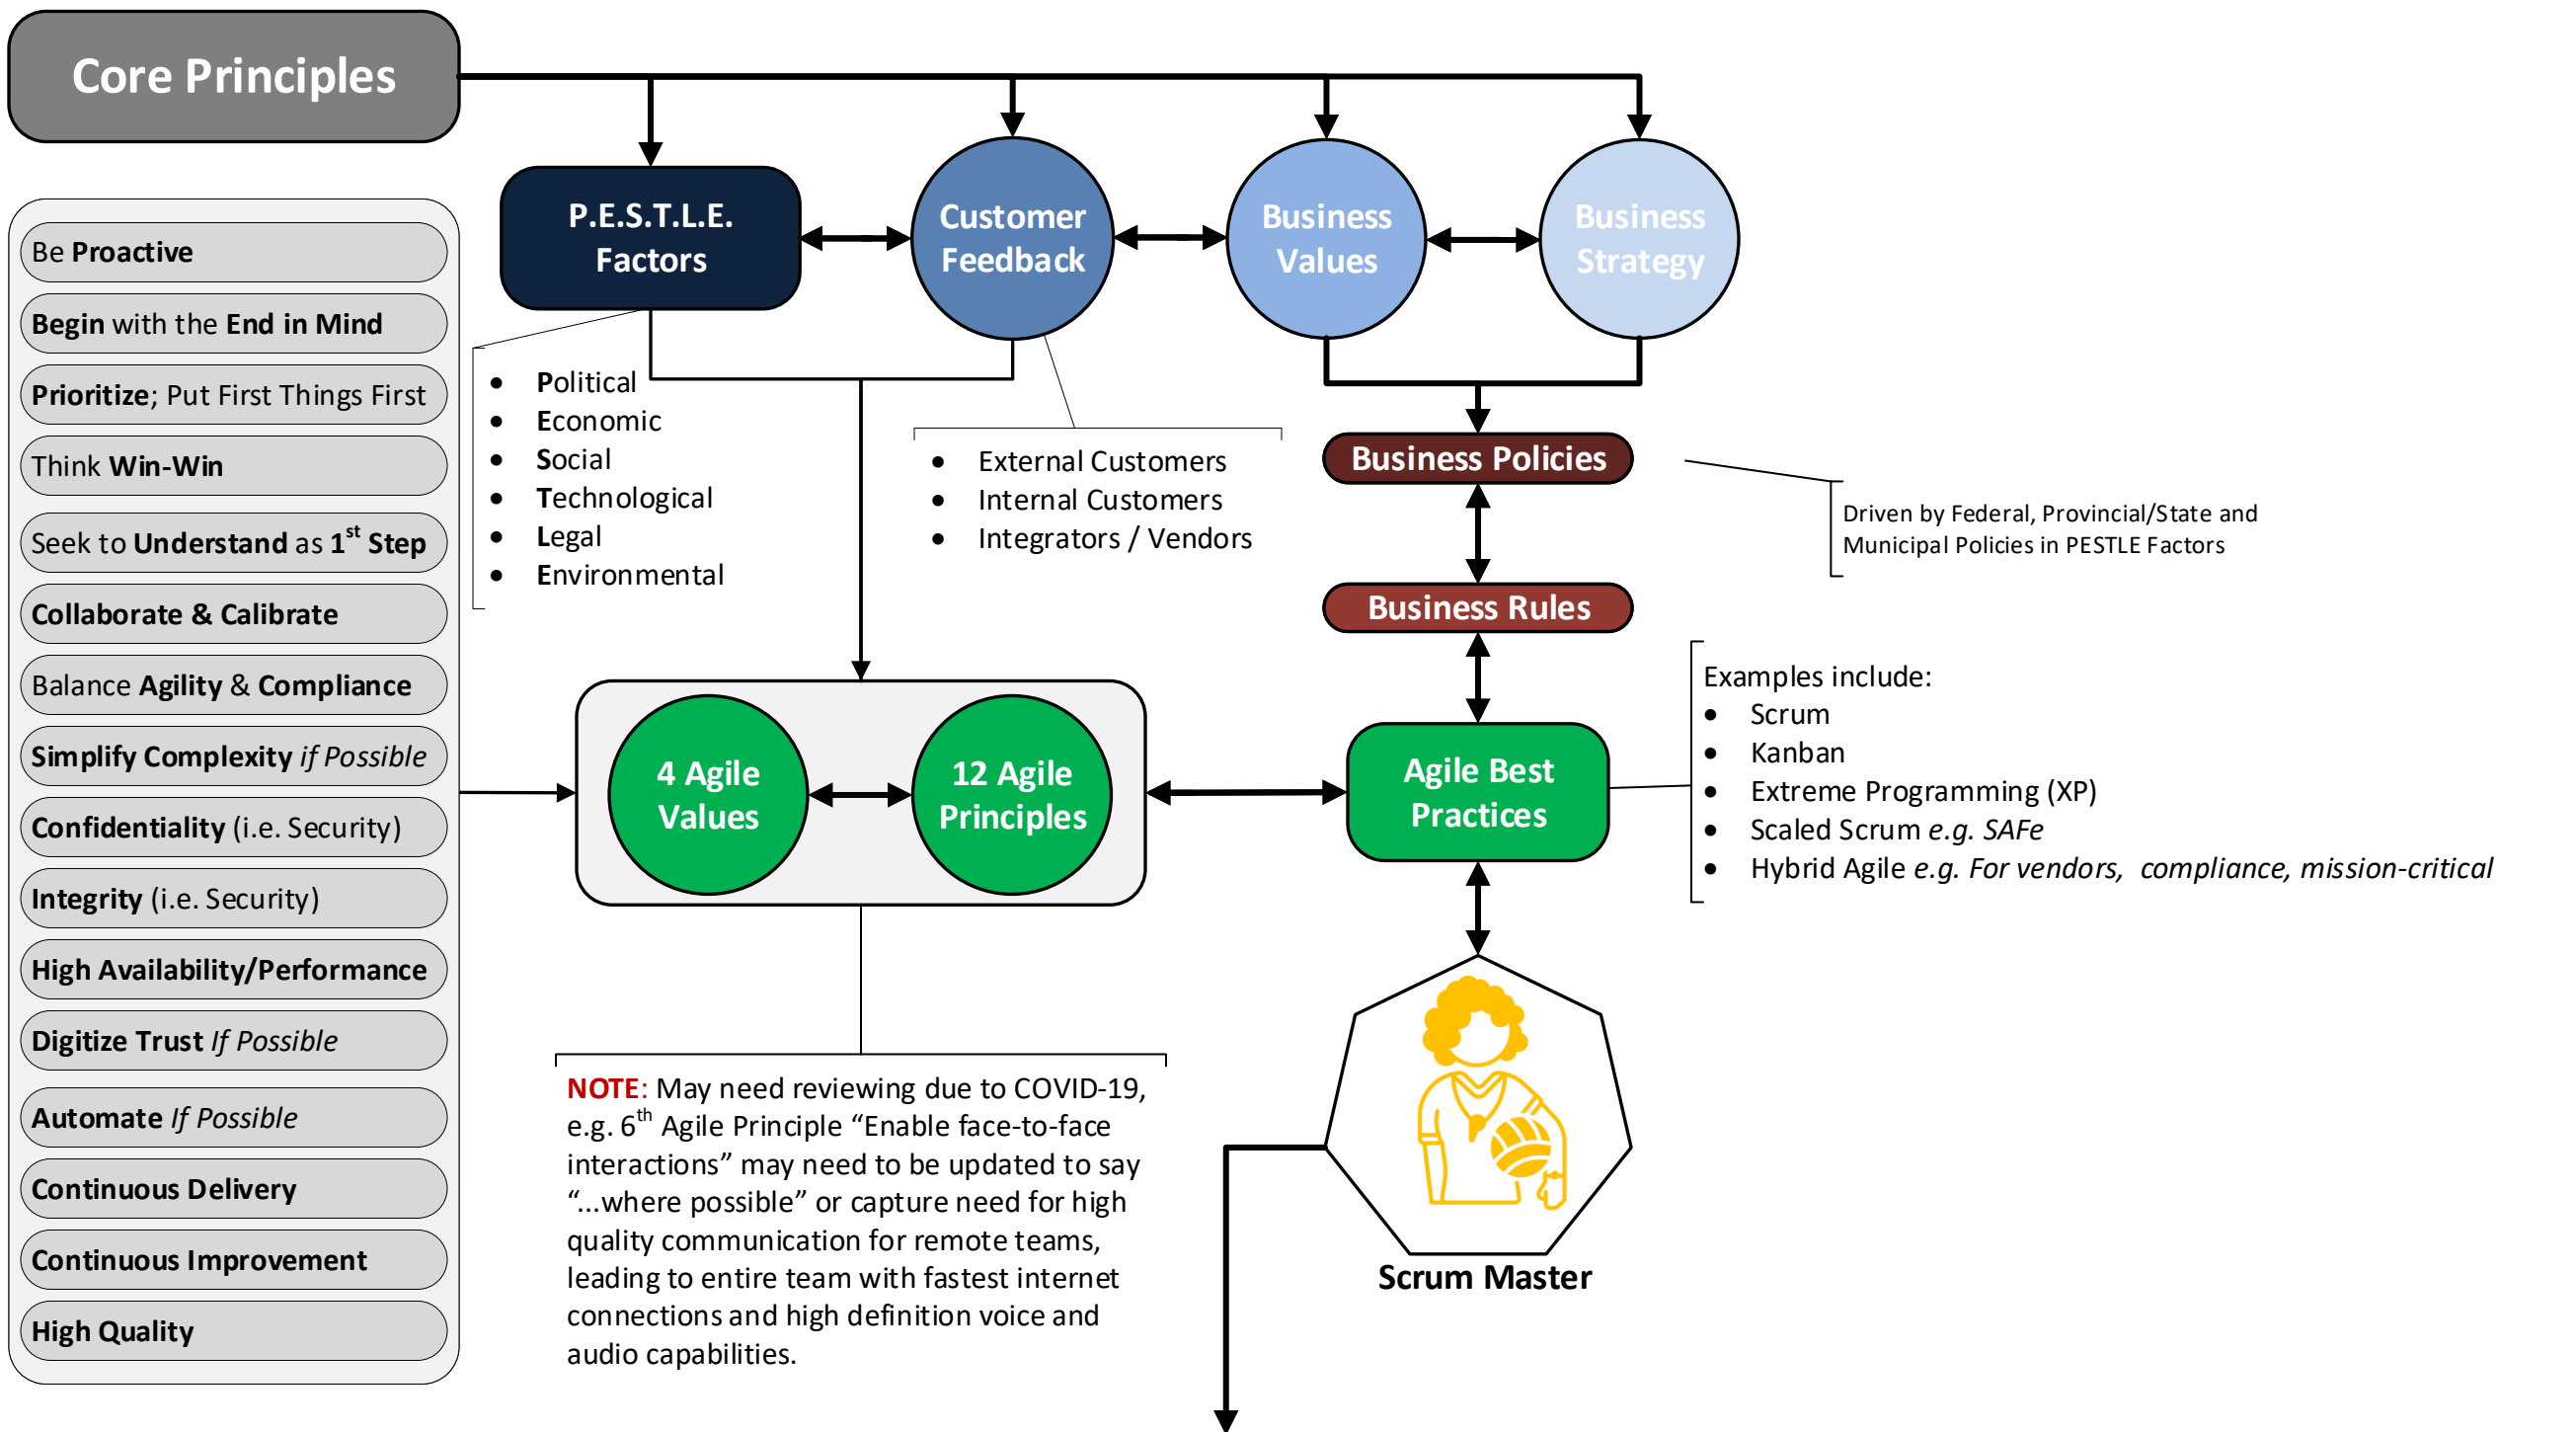 Core Principles
Be Proactive
Begin with the End in Mind
Prioritize; Put First Things First
Think Win-Win
Seek to Understand as 1st Step
Collaborate & Calibrate
Balance Agility & Compliance
Simplify Complexity if Possible
Confidentiality (i.e. Security)
Integrity (i.e. Security)
High Availability/Performance
Digitize Trust If Possible
Automate If Possible
Continuous Delivery
Continuous Improvement
High Quality
P.E.S.T.L.E.
Factors
Customer
Feedback
Business
Values
Business
Strategy
• Political
• Economic
• Social
• Technological
• Legal
• Environmental
• External Customers
• Internal Customers
• Integrators / Vendors
Business Policies
Driven by Federal, Provincial/State and
Municipal Policies in PESTLE Factors
Business Rules
4 Agile
Values
12 Agile
Principles
Agile Best
Practices
Examples include:
• Scrum
• Kanban
• Extreme Programming (XP)
• Scaled Scrum e.g. SAFe
• Hybrid Agile e.g. For vendors, compliance, mission-critical
NOTE: May need reviewing due to COVID-19,
e.g. 6th Agile Principle “Enable face-to-face
interactions” may need to be updated to say
“...where possible” or capture need for high
quality communication for remote teams,
leading to entire team with fastest internet
connections and high definition voice and
audio capabilities.
Scrum Master